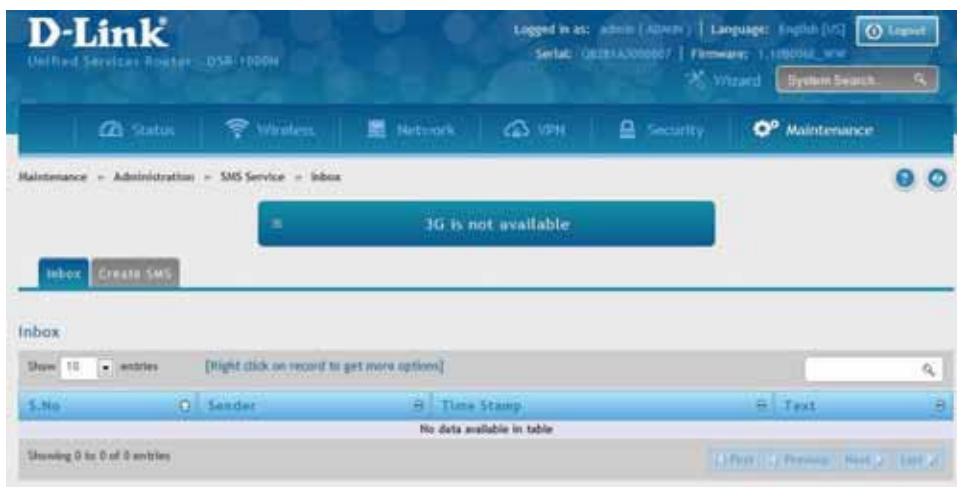 D-Link
Unified Services Router - DSR-1000N
Logged in as: admin ( ADMIN ) | Language: English [US]
Logout
Serial: | Firmware:
Wizard
System Search
Status
Wireless
Network
VPN
Security
Maintenance
Maintenance » Administration » SMS Service » Inbox
3G is not available
Inbox
Create SMS
Inbox
Show 10 entries
[Right click on record to get more options]
S.No
Sender
Time Stamp
Text
No data available in table
Showing 0 to 0 of 0 entries
First
Previous
Next
Last